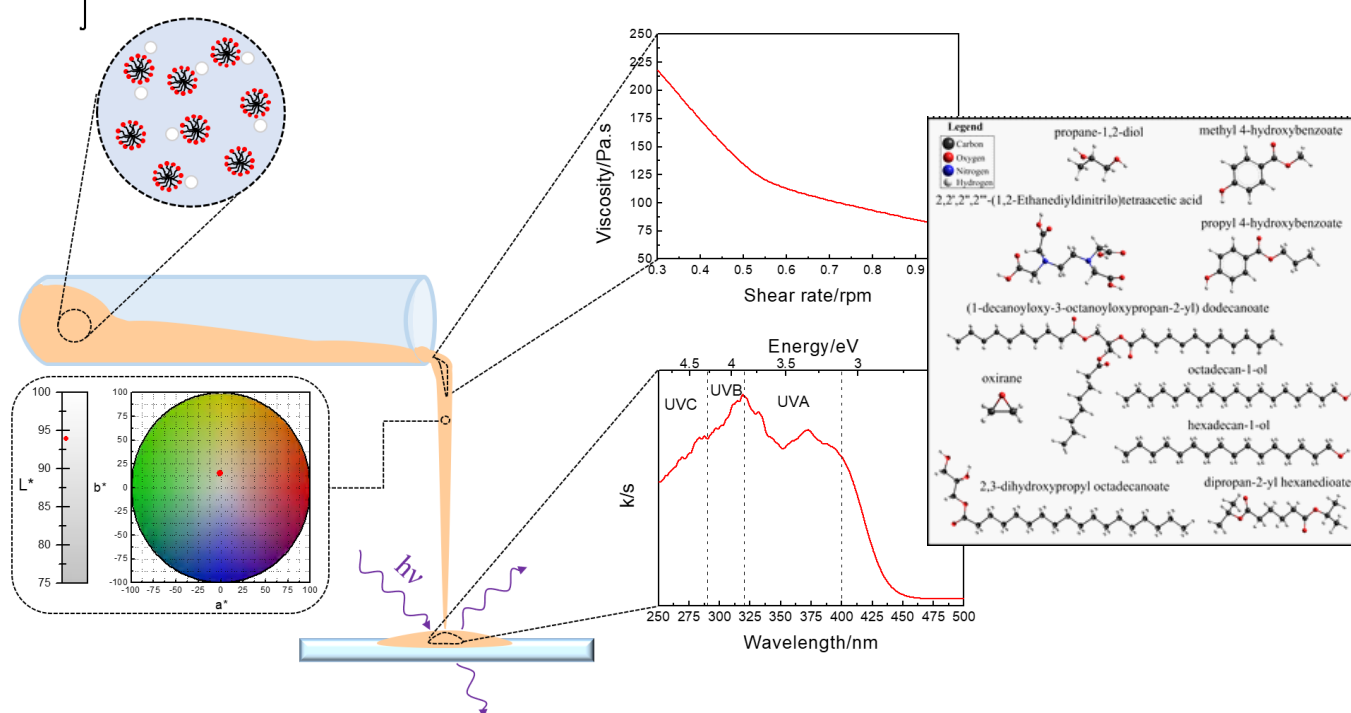 250
225
200
175
150
125
100
75
50
Viscosity/Pa.s
0.3 0.4 0.5 0.6 0.7 0.8 0.9
Shear rate/rpm
Legend
Carbon
Oxygen
Nitrogen
Hydrogen
propane-1,2-diol
methyl 4-hydroxybenzoate
2,2',2'',2'''-(1,2-Ethanediyldinitrilo)tetraacetic acid
propyl 4-hydroxybenzoate
(1-decanoyloxy-3-octanoyloxypropan-2-yl) dodecanoate
oxirane
octadecan-1-ol
hexadecan-1-ol
2,3-dihydroxypropyl octadecanoate
dipropan-2-yl hexanedioate
100
95
90
85
80
75
L*
100
75
50
25
0
-25
-50
-75
-100
b*
-100 -75 -50 -25 0 25 50 75 100
a*
hν
Energy/eV
4.5 4 3.5 3
UVC UVB UVA
k/s
250 275 300 325 350 375 400 425 450 475 500
Wavelength/nm